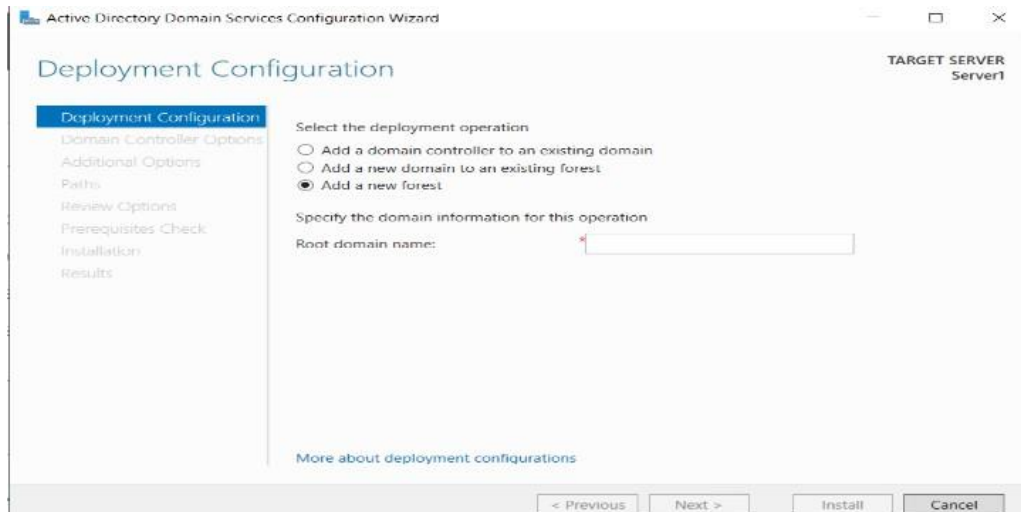 Active Directory Domain Services Configuration Wizard
Deployment Configuration
TARGET SERVER
Server1
Deployment Configuration
Domain Controller Options
Additional Options
Paths
Review Options
Prerequisites Check
Installation
Results
Select the deployment operation
Add a domain controller to an existing domain
Add a new domain to an existing forest
Add a new forest
Specify the domain information for this operation
Root domain name: *
More about deployment configurations
< Previous Next > Install Cancel